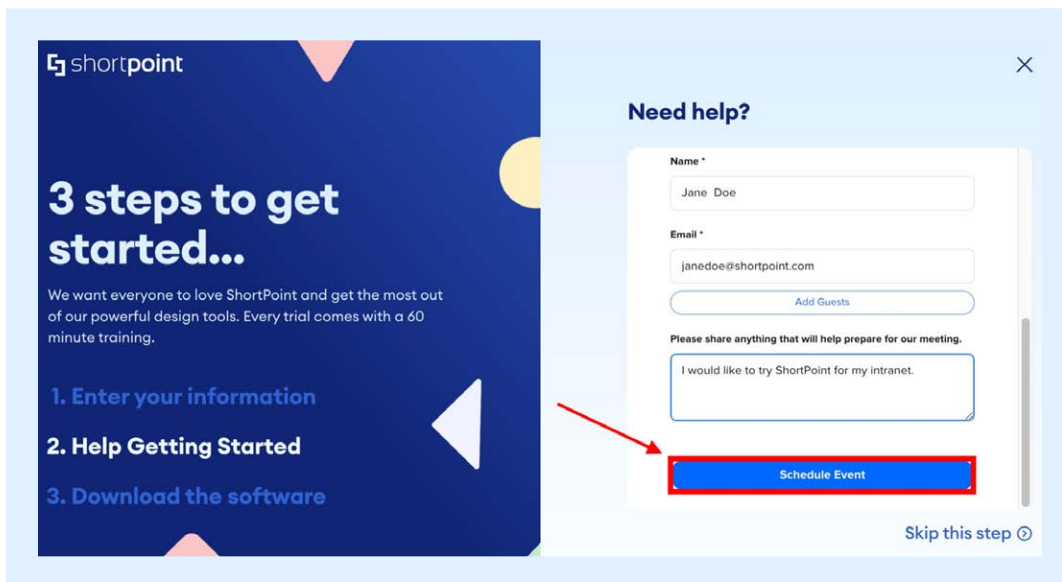 shortpoint
3 steps to get
started...
We want everyone to love ShortPoint and get the most out
of our powerful design tools. Every trial comes with a 60
minute training.
1. Enter your information
2. Help Getting Started
3. Download the software
Need help?
Name *
Jane Doe
Email *
janedoe@shortpoint.com
Add Guests
Please share anything that will help prepare for our meeting.
I would like to try ShortPoint for my intranet.
Schedule Event
Skip this step